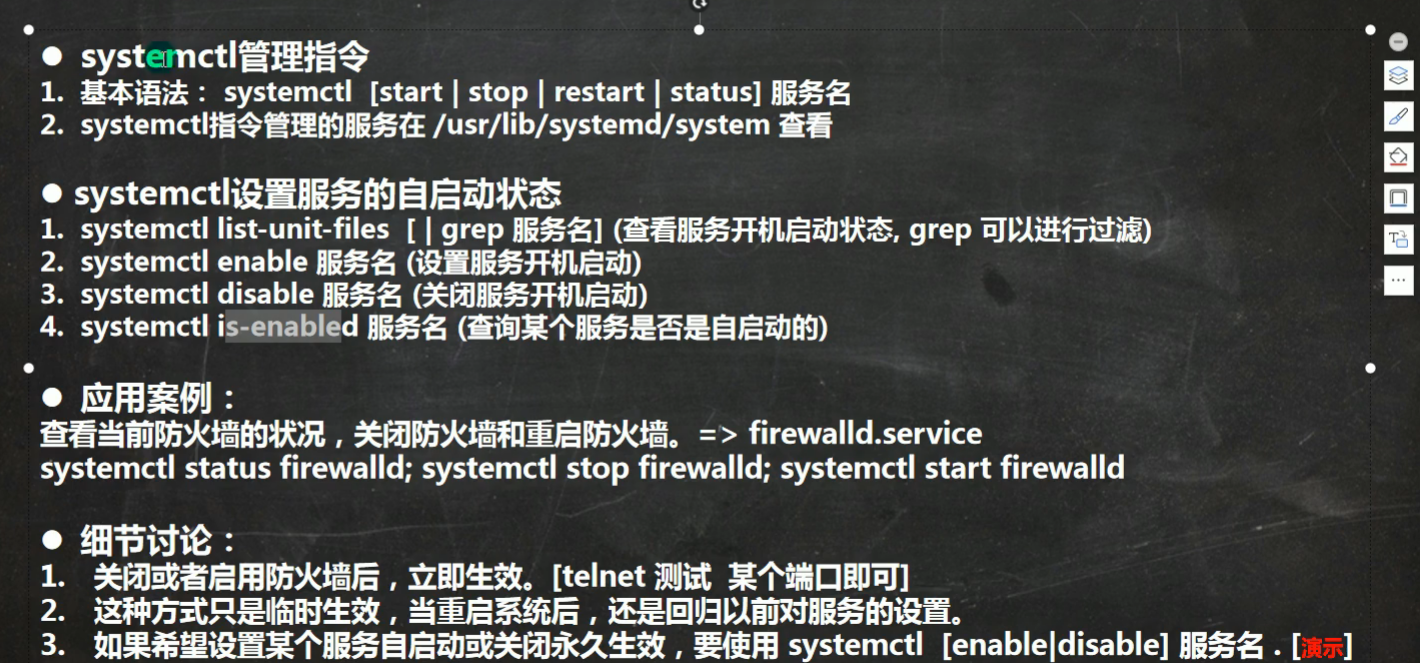 ● systemctl管理指令
1. 基本语法： systemctl [start | stop | restart | status] 服务名
2. systemctl指令管理的服务在 /usr/lib/systemd/system 查看
● systemctl设置服务的自启动状态
1. systemctl list-unit-files [ | grep 服务名] (查看服务开机启动状态, grep 可以进行过滤)
2. systemctl enable 服务名 (设置服务开机启动)
3. systemctl disable 服务名 (关闭服务开机启动)
4. systemctl is-enabled 服务名 (查询某个服务是否是自启动的)
● 应用案例：
查看当前防火墙的状况，关闭防火墙和重启防火墙。=> firewalld.service
systemctl status firewalld; systemctl stop firewalld; systemctl start firewalld
● 细节讨论：
1. 关闭或者启用防火墙后，立即生效。[telnet 测试 某个端口即可]
2. 这种方式只是临时生效，当重启系统后，还是回归以前对服务的设置。
3. 如果希望设置某个服务自启动或关闭永久生效，要使用 systemctl [enable|disable] 服务名 . [演示]